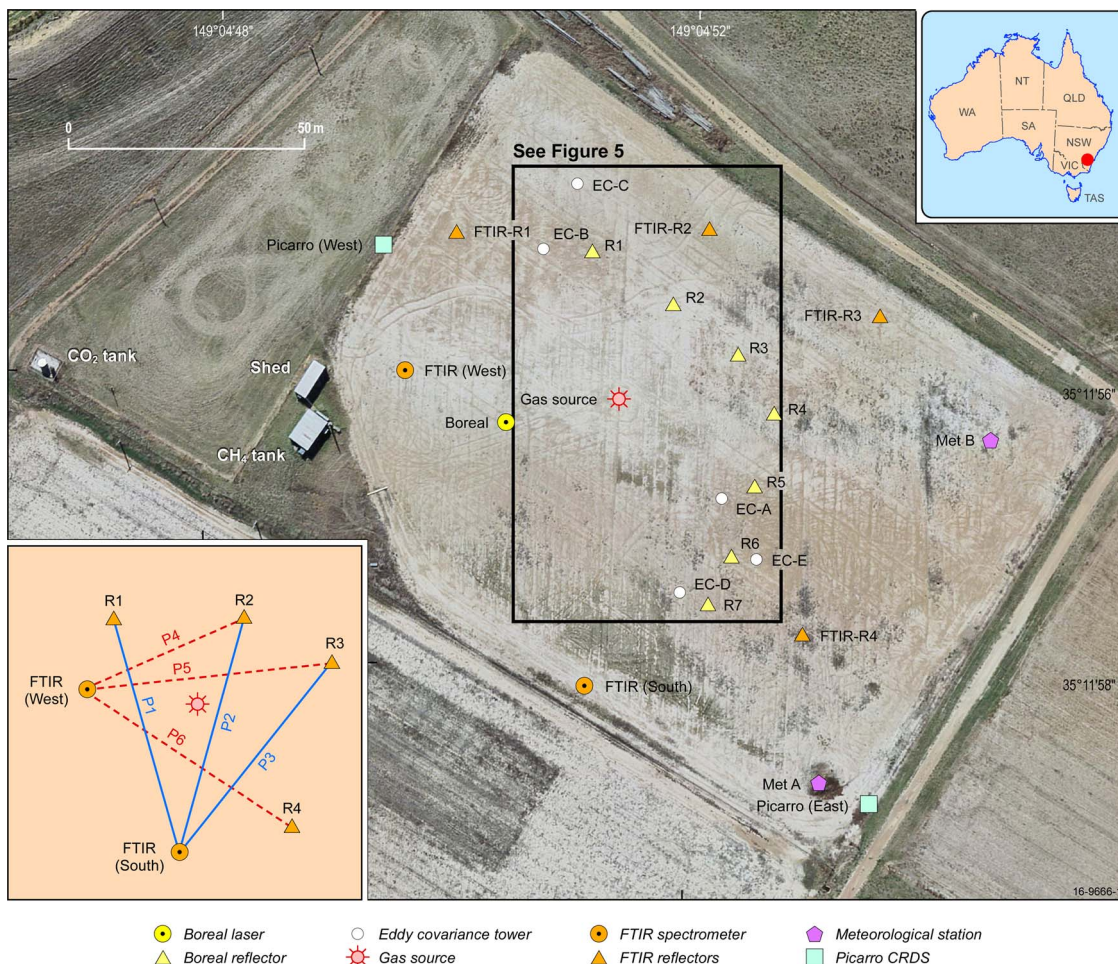 149°04'48"
149°04'52"
0
50 m
See Figure 5
EC-C
Picarro (West)
FTIR-R1
EC-B
R1
FTIR-R2
R2
FTIR-R3
R3
CO₂ tank
Shed
FTIR (West)
Gas source
35°11'56"
Boreal
R4
Met B
CH₄ tank
R5
EC-A
R6
EC-E
EC-D
R7
FTIR-R4
FTIR (South)
35°11'58"
Met A
Picarro (East)
16-9666-1
NT
QLD
WA
SA
NSW
VIC
TAS
R1
R2
P4
R3
P5
FTIR
(West)
P1
P2
P6
P3
R4
FTIR
(South)
Boreal laser
Eddy covariance tower
FTIR spectrometer
Meteorological station
Boreal reflector
Gas source
FTIR reflectors
Picarro CRDS